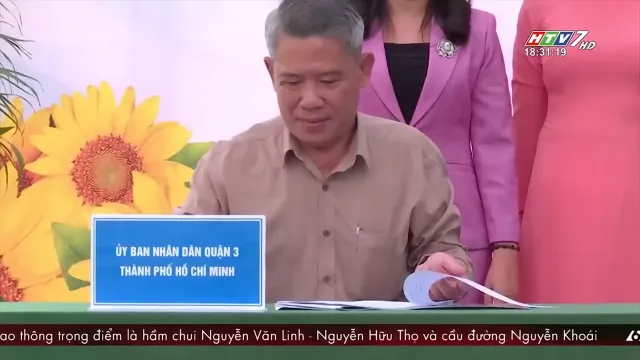 HTV7 HD
18:31:19
ỦY BAN NHÂN DÂN QUẬN 3
THÀNH PHỐ HỒ CHÍ MINH
ao thông trọng điểm là hầm chui Nguyễn Văn Linh - Nguyễn Hữu Thọ và cầu đường Nguyễn Khoái